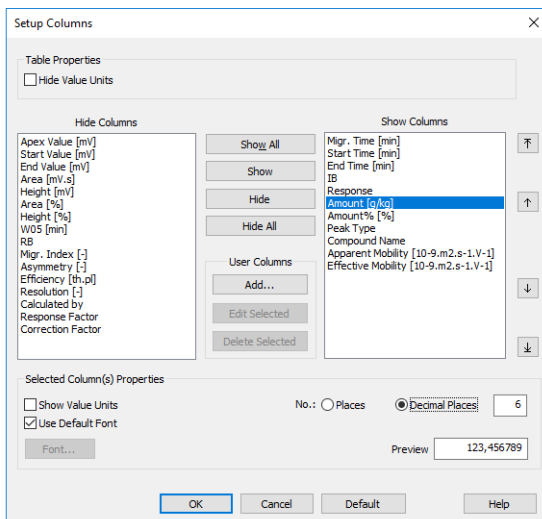 Setup Columns
Table Properties
Hide Value Units
Hide Columns
Apex Value [mV]
Start Value [mV]
End Value [mV]
Area [mV.s]
Height [mV]
Area [%]
Height [%]
W05 [min]
RB
Migr. Index [-]
Asymmetry [-]
Efficiency [th.pl]
Resolution [-]
Calculated by
Response Factor
Correction Factor
Show All
Show
Hide
Hide All
User Columns
Add...
Edit Selected
Delete Selected
Show Columns
Migr. Time [min]
Start Time [min]
End Time [min]
IB
Response
Amount [g/kg]
Amount% [%]
Peak Type
Compound Name
Apparent Mobility [10-9.m2.s-1.V-1]
Effective Mobility [10-9.m2.s-1.V-1]
Selected Column(s) Properties
Show Value Units
Use Default Font
Font...
No.: Places Decimal Places 6
Preview 123,456789
OK Cancel Default Help